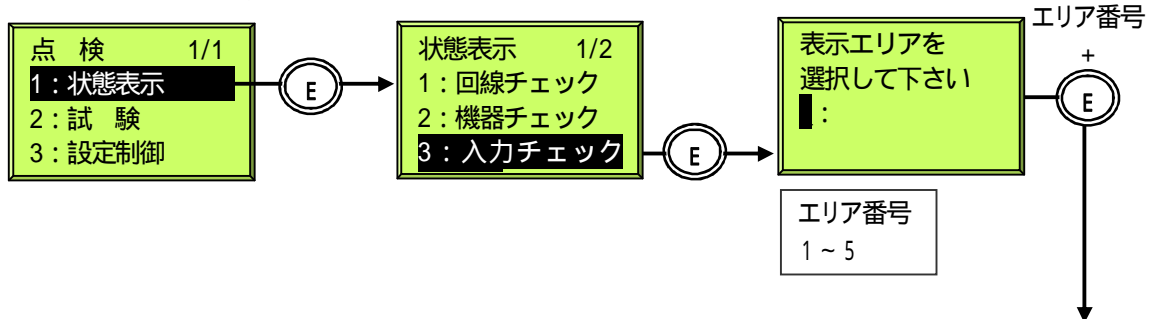 点　検　　1/1
1：状態表示
2：試　験
3：設定制御
E
状態表示　　1/2
1：回線チェック
2：機器チェック
3：入力チェック
E
表示エリアを
選択して下さい
：
エリア番号
1～5
エリア番号
+
E